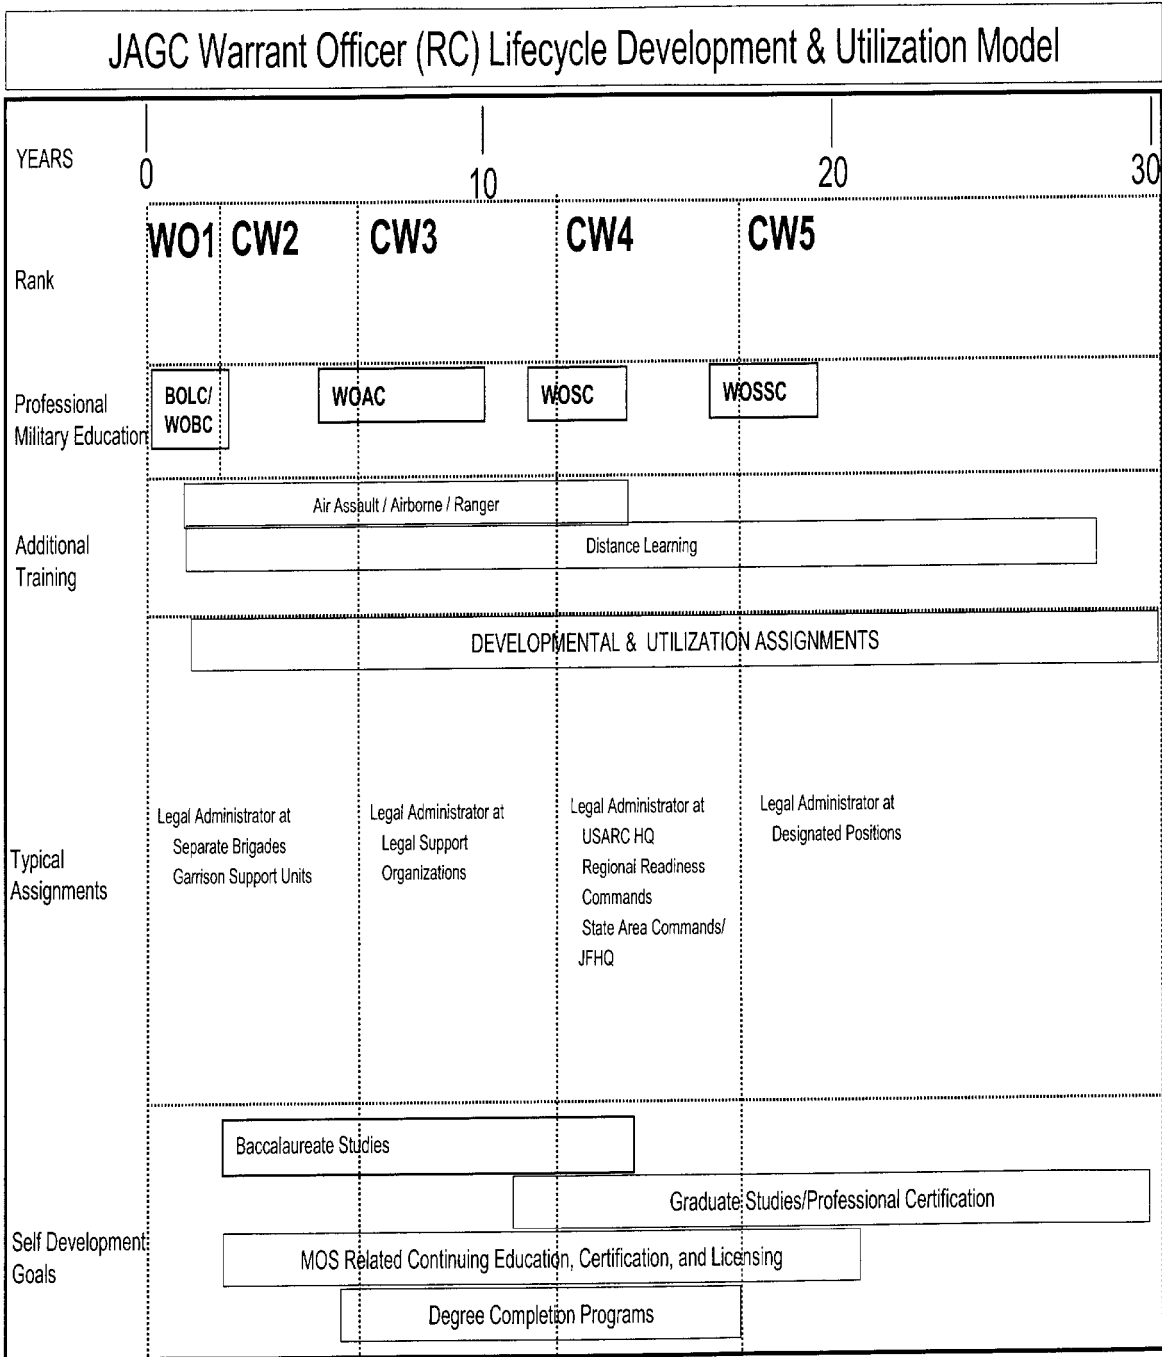 JAGC Warrant Officer (RC) Lifecycle Development & Utilization Model
YEARS
0
10
20
30
Rank
WO1
CW2
CW3
CW4
CW5
Professional
Military Education
BOLC/
WOBC
WOAC
WOSC
WOSSC
Additional
Training
Air Assault / Airborne / Ranger
Distance Learning
DEVELOPMENTAL & UTILIZATION ASSIGNMENTS
Typical
Assignments
Legal Administrator at
Separate Brigades
Garrison Support Units
Legal Administrator at
Legal Support
Organizations
Legal Administrator at
USARC HQ
Regional Readiness
Commands
State Area Commands/
JFHQ
Legal Administrator at
Designated Positions
Self Development
Goals
Baccalaureate Studies
Graduate Studies/Professional Certification
MOS Related Continuing Education, Certification, and Licensing
Degree Completion Programs